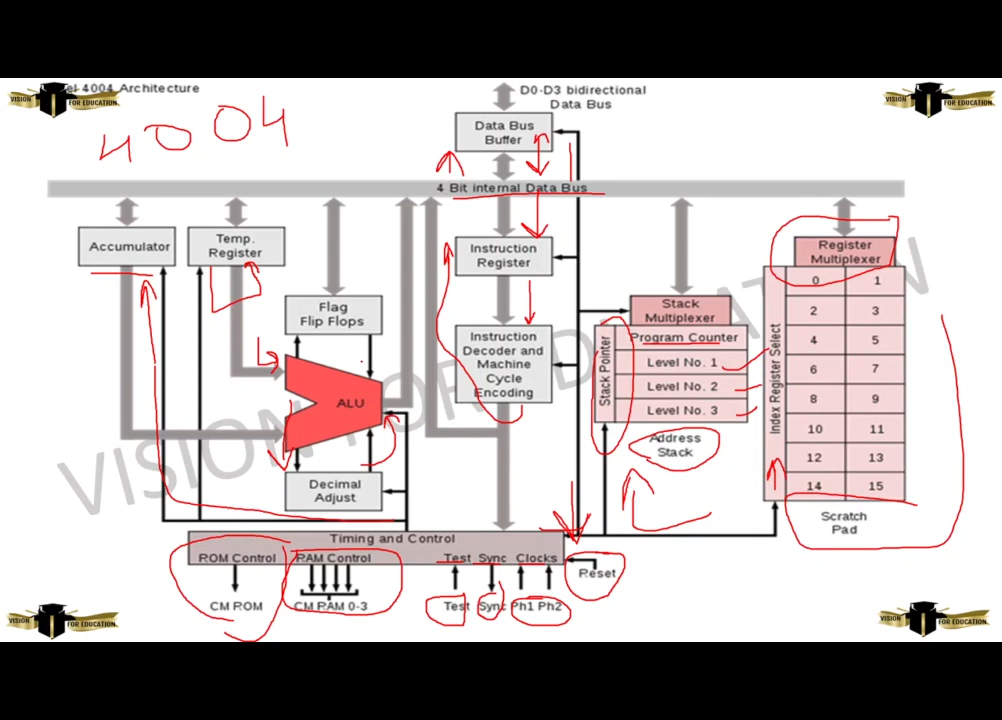 el 4004 Architecture
VISION
FOR EDUCATION
VISION
FOR EDUCATION
4004
D0-D3 bidirectional
Data Bus
Data Bus
Buffer
4 Bit internal Data Bus
Accumulator
Temp.
Register
Instruction
Register
Register
Multiplexer
Flag
Flip Flops
Stack
Multiplexer
Instruction
Decoder and
Machine
Cycle
Encoding
Stack Pointer
Program Counter
Level No. 1
Level No. 2
Level No. 3
Address
Stack
Index Register Select
0 1
2 3
4 5
6 7
8 9
10 11
12 13
14 15
Scratch
Pad
ALU
Decimal
Adjust
Timing and Control
ROM Control RAM Control Test Sync Clocks
Reset
CM ROM CM RAM 0-3 Test Sync Ph1 Ph2
VISION FOR EDUCATION
VISION
FOR EDUCATION
VISION
FOR EDUCATION